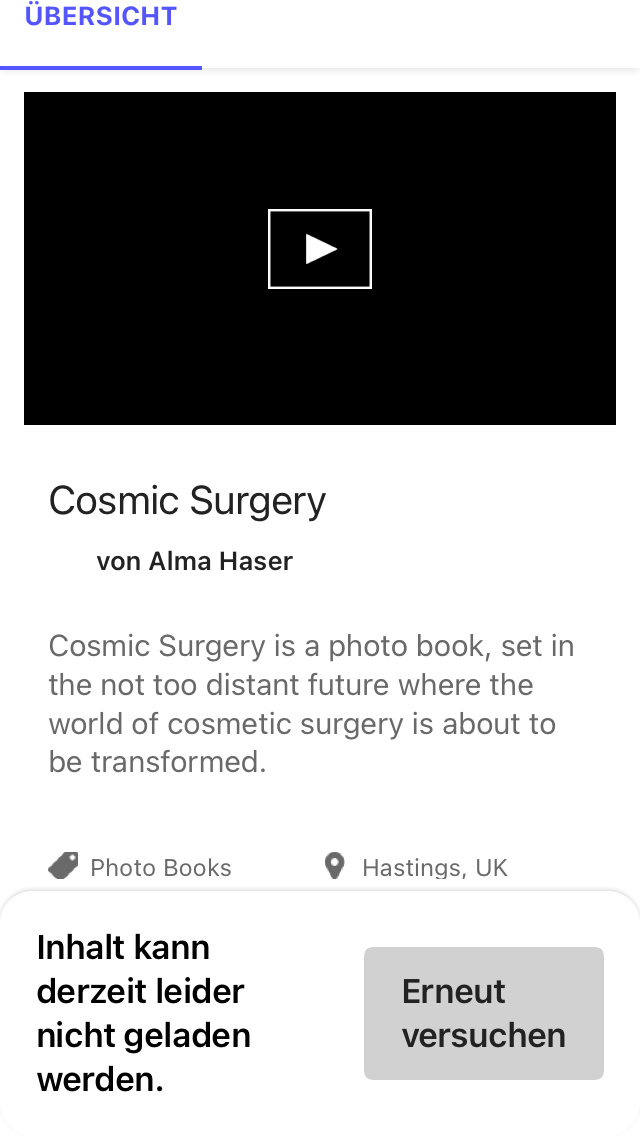 ÜBERSICHT
Cosmic Surgery
von Alma Haser
Cosmic Surgery is a photo book, set in
the not too distant future where the
world of cosmetic surgery is about to
be transformed.
Photo Books
Hastings, UK
Inhalt kann
derzeit leider
nicht geladen
werden.
Erneut
versuchen